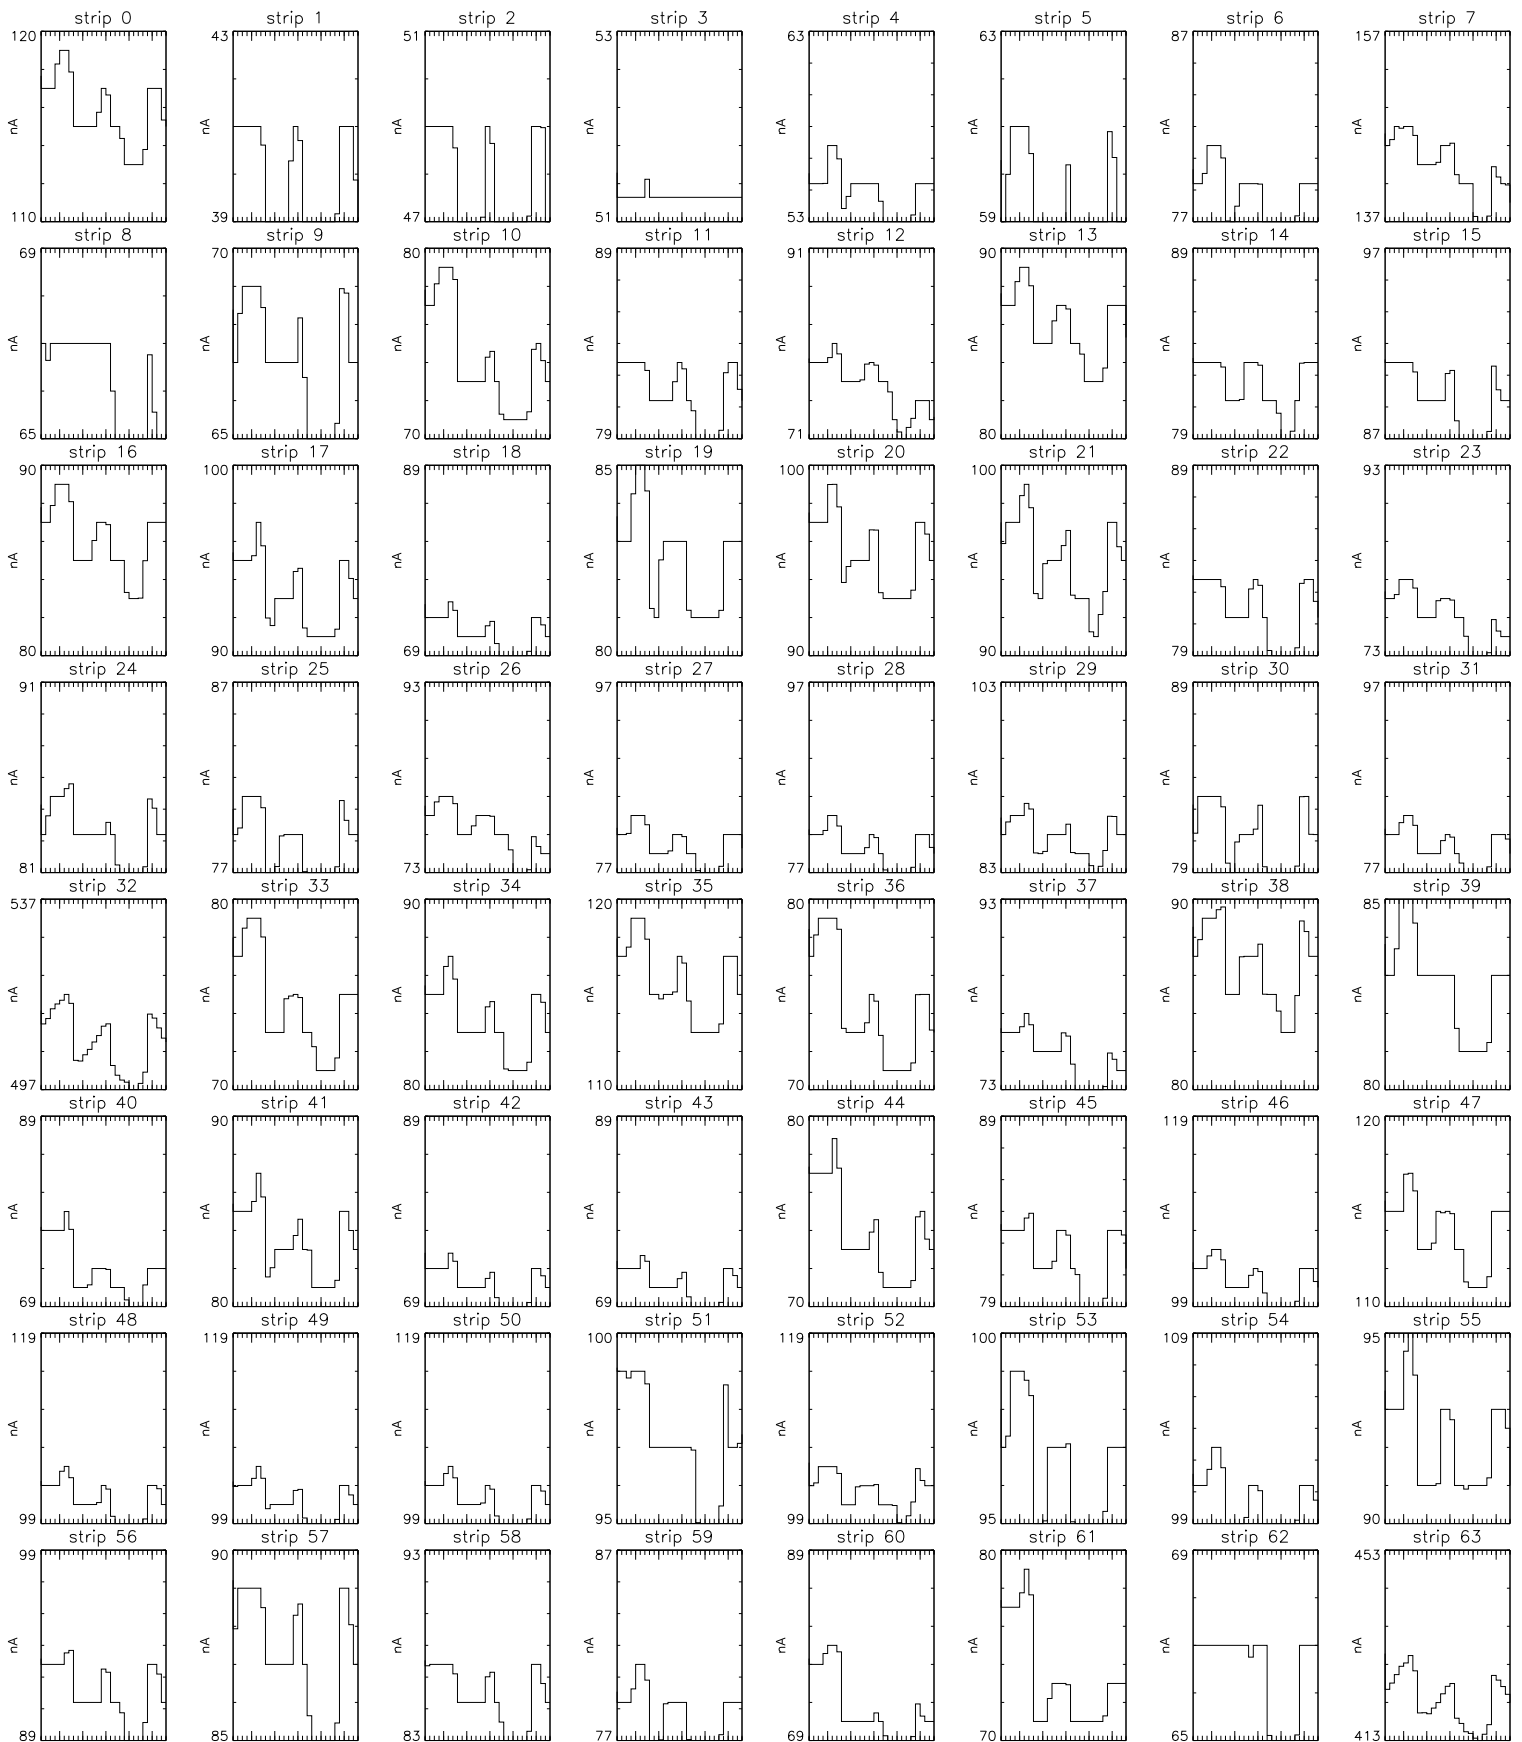 strip 0 strip 1 strip 2 strip 3 strip 4 strip 5 strip 6 strip 7
120 43 51 53 63 63 87 157
nA nA nA nA nA nA nA nA
110 39 47 51 53 59 77 137
strip 8 strip 9 strip 10 strip 11 strip 12 strip 13 strip 14 strip 15
69 70 80 89 91 90 89 97
nA nA nA nA nA nA nA nA
65 65 70 79 71 80 79 87
strip 16 strip 17 strip 18 strip 19 strip 20 strip 21 strip 22 strip 23
90 100 89 85 100 100 89 93
nA nA nA nA nA nA nA nA
80 90 69 80 90 90 79 73
strip 24 strip 25 strip 26 strip 27 strip 28 strip 29 strip 30 strip 31
91 87 93 97 97 103 89 97
nA nA nA nA nA nA nA nA
81 77 73 77 77 83 79 77
strip 32 strip 33 strip 34 strip 35 strip 36 strip 37 strip 38 strip 39
537 80 90 120 80 93 90 85
nA nA nA nA nA nA nA nA
497 70 80 110 70 73 80 80
strip 40 strip 41 strip 42 strip 43 strip 44 strip 45 strip 46 strip 47
89 90 89 89 80 89 119 120
nA nA nA nA nA nA nA nA
69 80 69 69 70 79 99 110
strip 48 strip 49 strip 50 strip 51 strip 52 strip 53 strip 54 strip 55
119 119 119 100 119 100 109 95
nA nA nA nA nA nA nA nA
99 99 99 95 99 95 99 90
strip 56 strip 57 strip 58 strip 59 strip 60 strip 61 strip 62 strip 63
99 90 93 87 89 80 69 453
nA nA nA nA nA nA nA nA
89 85 83 77 69 70 65 413